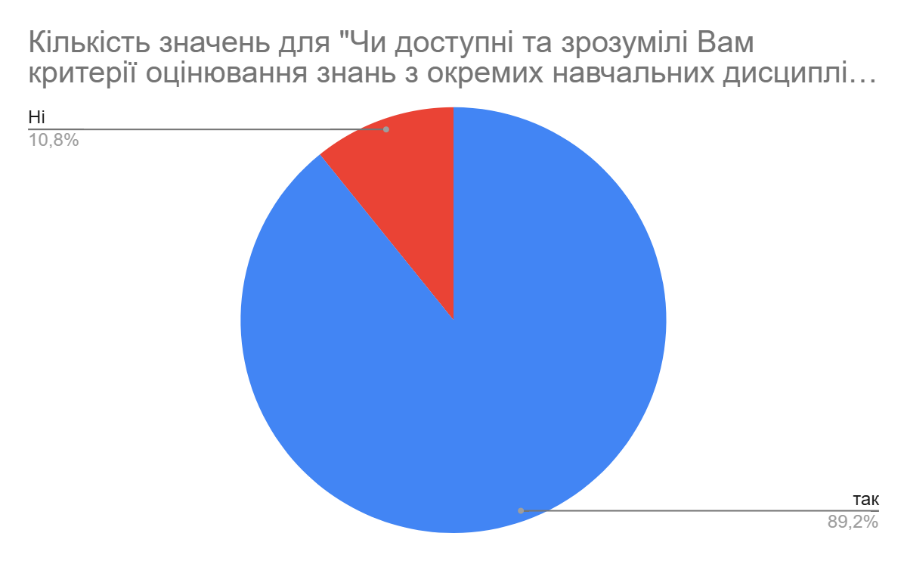 Кількість значень для "Чи доступні та зрозумілі Вам
критерії оцінювання знань з окремих навчальних дисциплі…
Ні
10,8%
так
89,2%